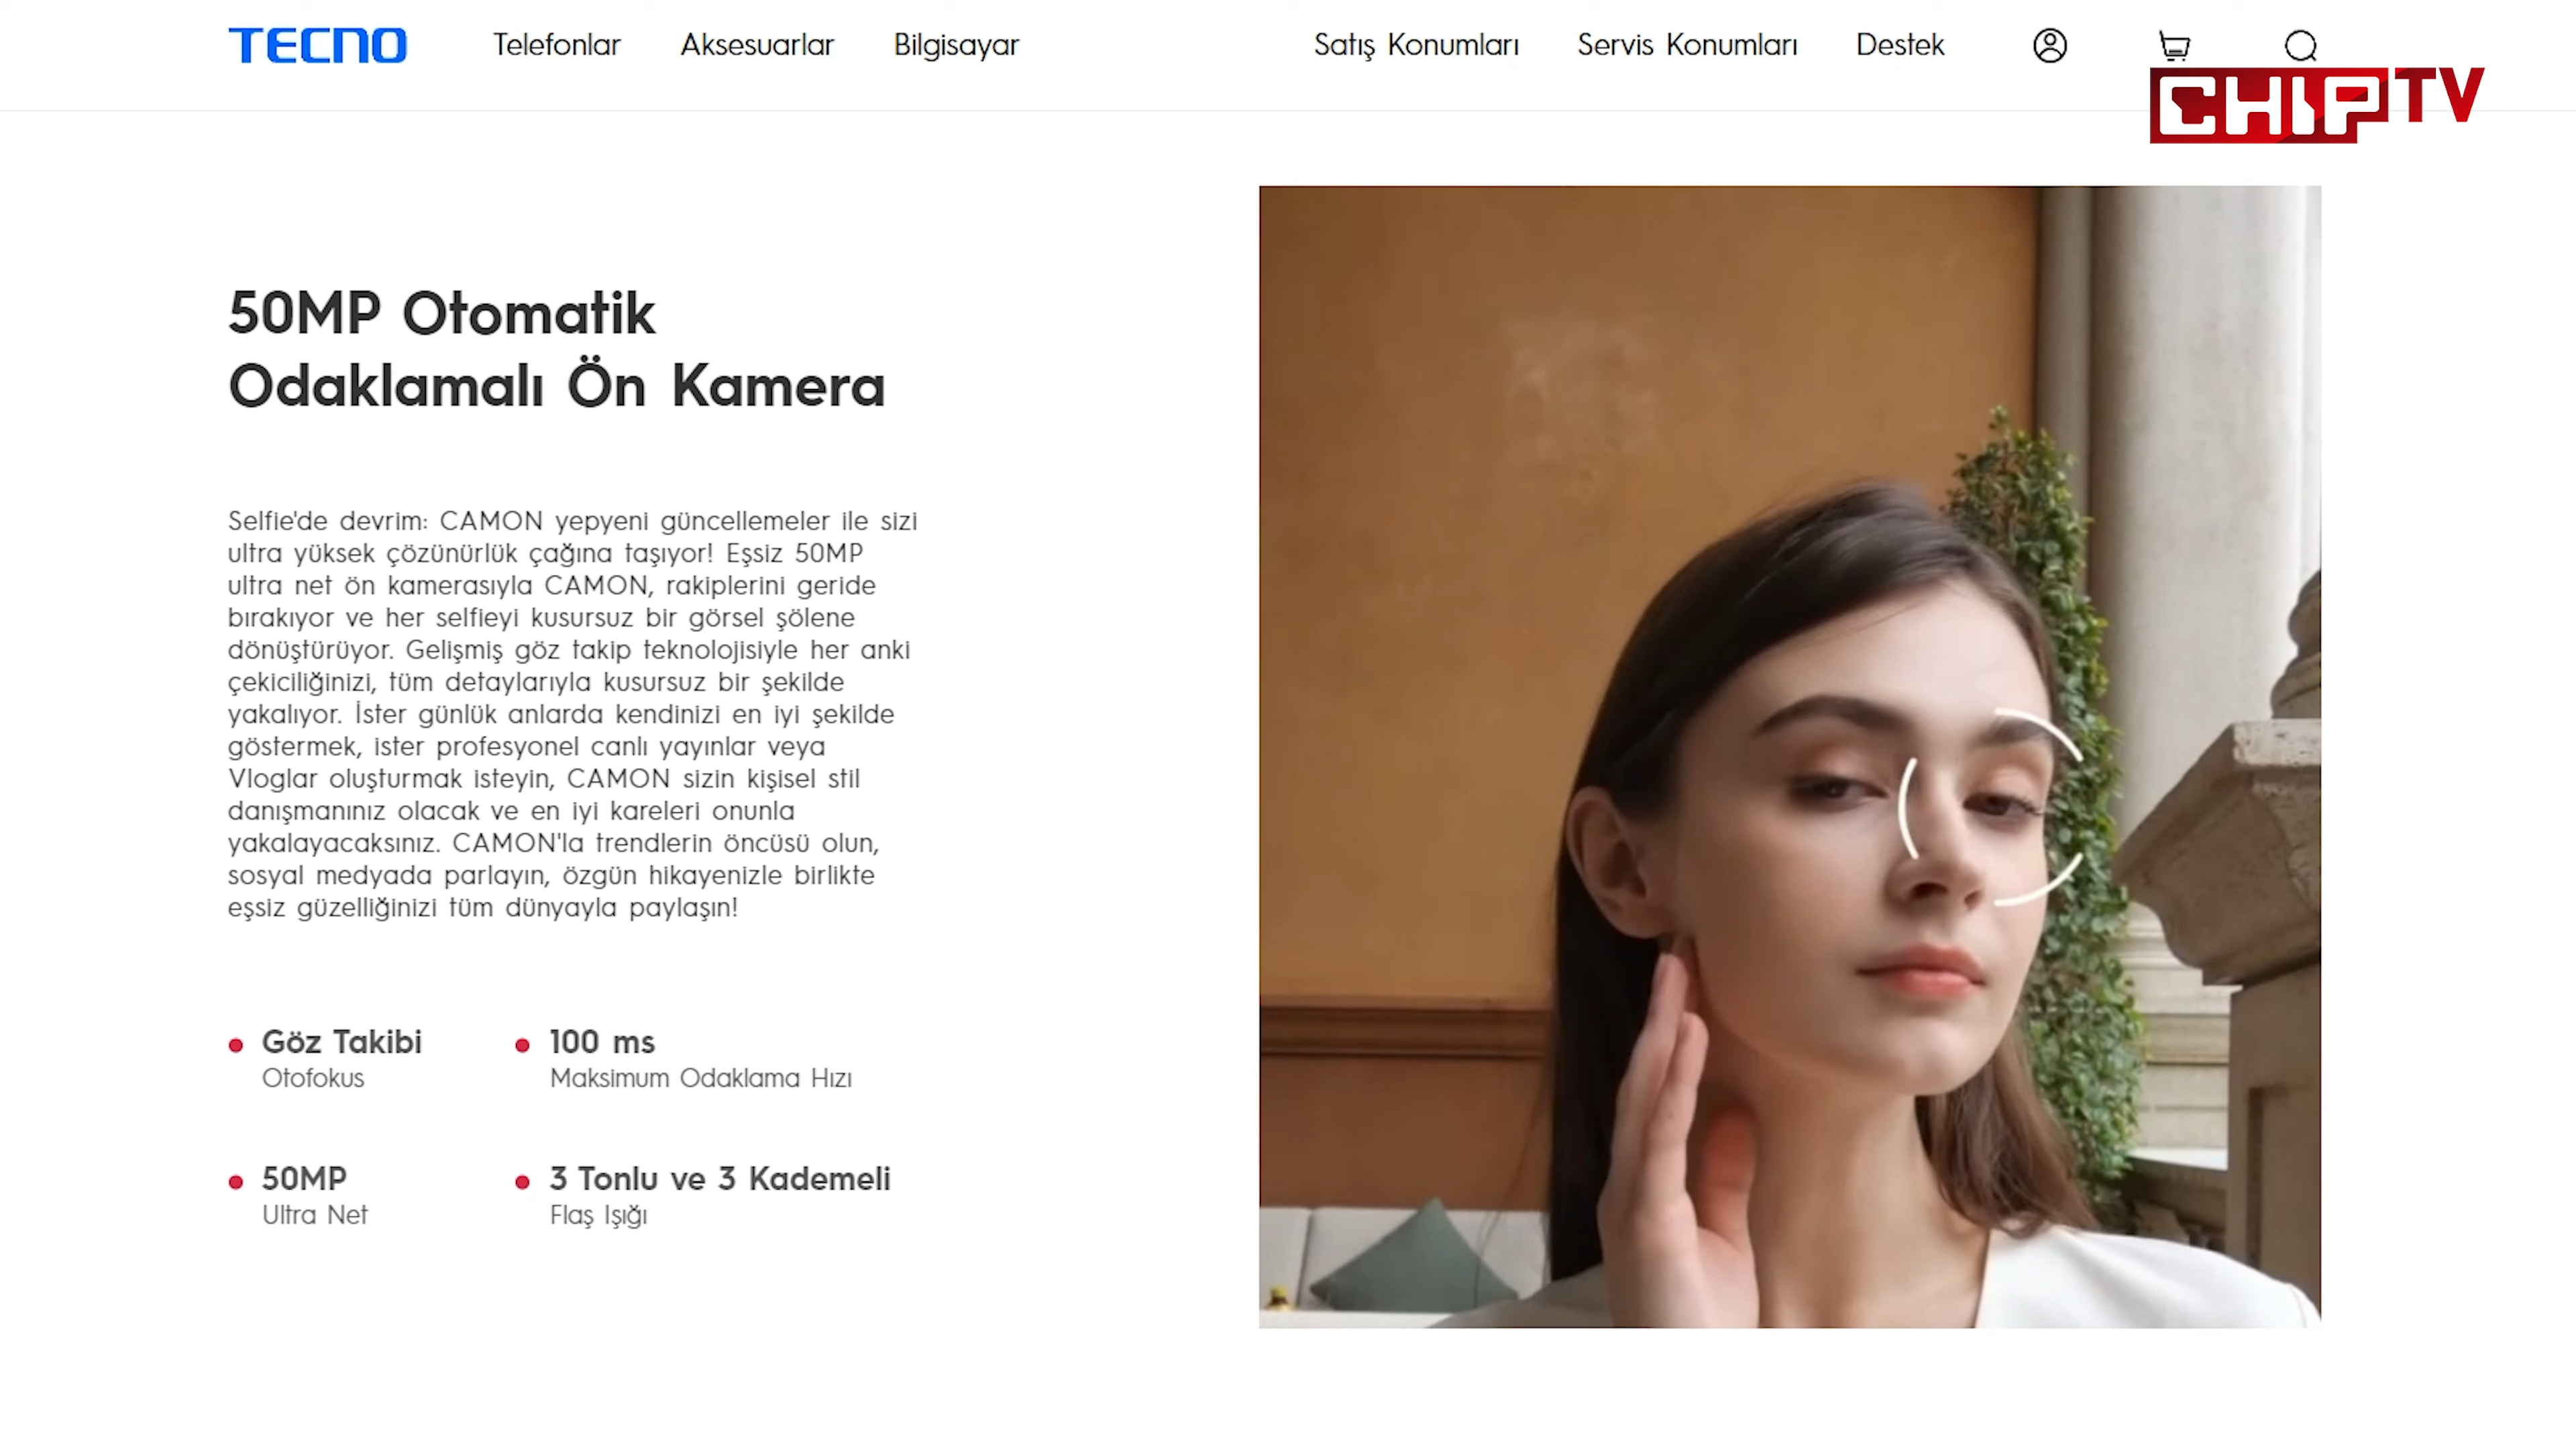 TECNO Telefonlar Aksesuarlar Bilgisayar Satış Konumları Servis Konumları Destek
CHIP TV
50MP Otomatik
Odaklamalı Ön Kamera
Selfie'de devrim: CAMON yepyeni güncellemeler ile sizi
ultra yüksek çözünürlük çağına taşıyor! Eşsiz 50MP
ultra net ön kamerasıyla CAMON, rakiplerini geride
bırakıyor ve her selfieyi kusursuz bir görsel şölene
dönüştürüyor. Gelişmiş göz takip teknolojisiyle her anki
çekiciliğinizi, tüm detaylarıyla kusursuz bir şekilde
yakalıyor. İster günlük anlarda kendinizi en iyi şekilde
göstermek, ister profesyonel canlı yayınlar veya
Vloglar oluşturmak isteyin, CAMON sizin kişisel stil
danışmanınız olacak ve en iyi kareleri onunla
yakalayacaksınız. CAMON'la trendlerin öncüsü olun,
sosyal medyada parlayın, özgün hikayenizle birlikte
eşsiz güzelliğinizi tüm dünyayla paylaşın!
Göz Takibi
Otofokus
100 ms
Maksimum Odaklama Hızı
50MP
Ultra Net
3 Tonlu ve 3 Kademeli
Flaş Işığı